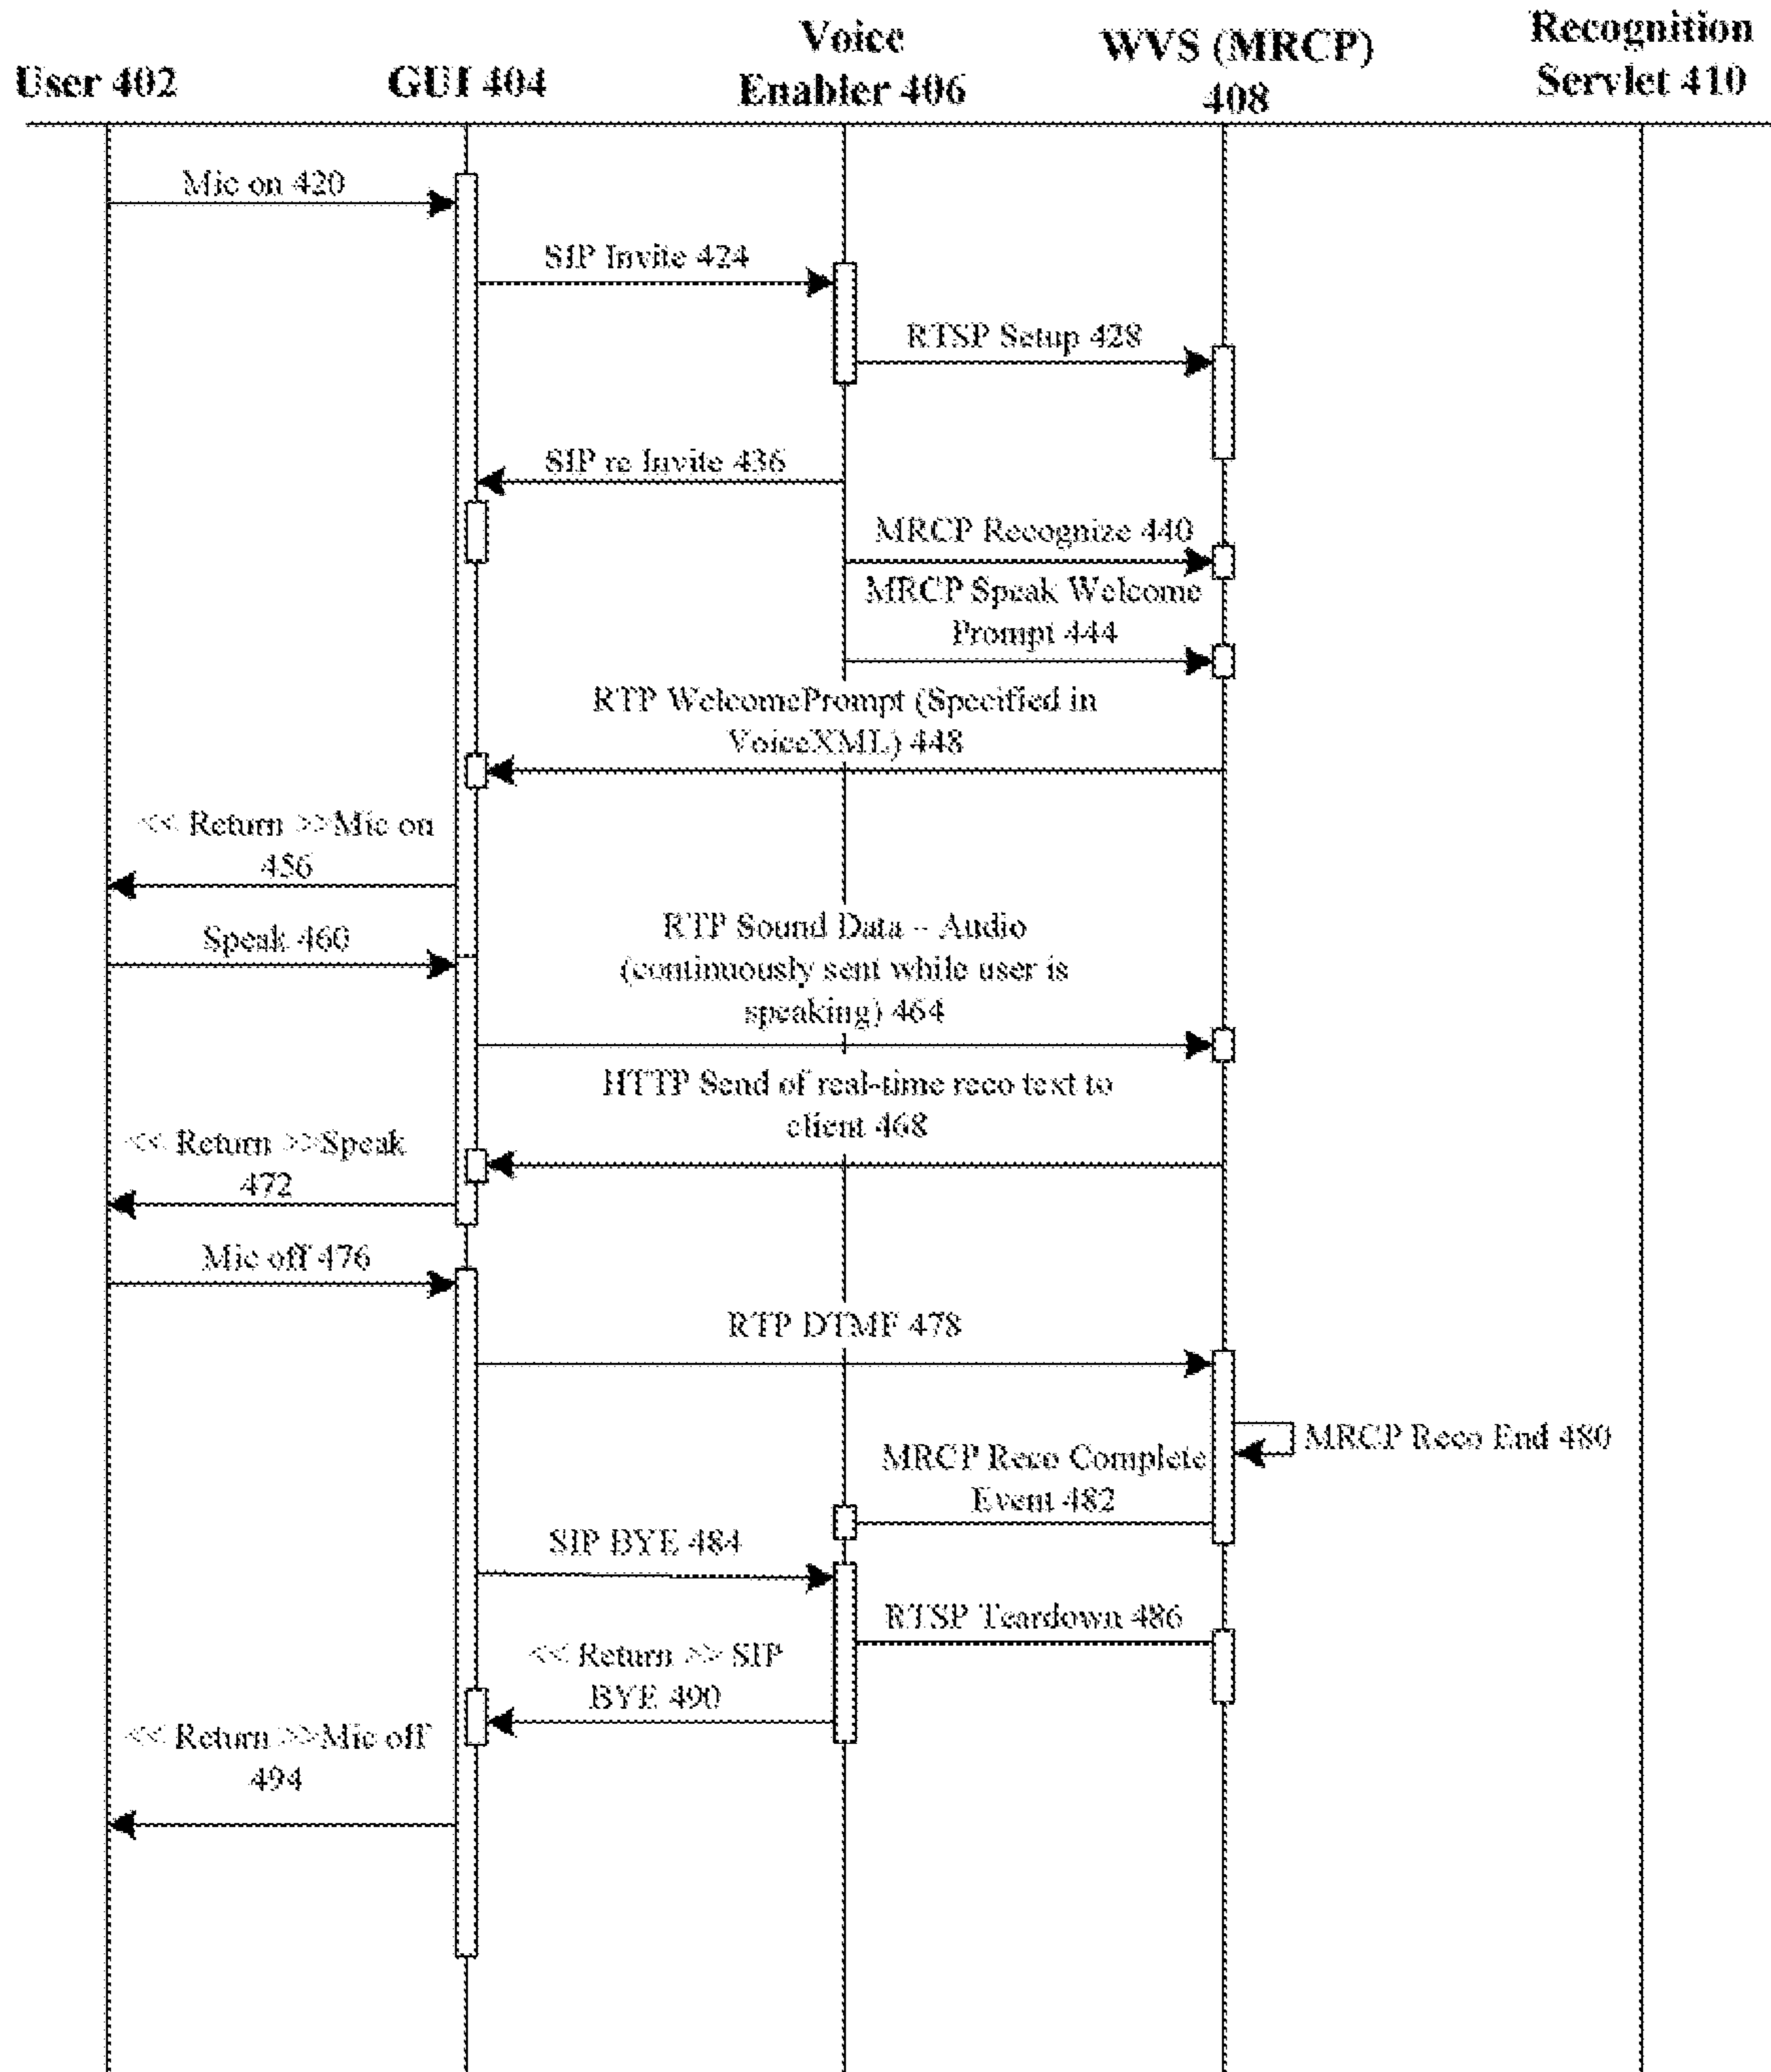 User 402
GUI 404
Voice
Enabler 406
WVS (MRCP)
408
Recognition
Servlet 410
Mic on 420
SIP Invite 424
RTSP Setup 428
SIP re Invite 436
MRCP Recognize 440
MRCP Speak Welcome
Prompt 444
RTP WelcomePrompt (Specified in
VoiceXML) 448
<< Return >>Mic on
456
Speak 460
RTP Sound Data – Audio
(continuously sent while user is
speaking) 464
HTTP Send of real-time reco text to
client 468
<< Return >>Speak
472
Mic off 476
RTP DTMF 478
MRCP Reco End 480
MRCP Reco Complete
Event 482
SIP BYE 484
RTSP Teardown 486
<< Return >> SIP
BYE 490
<< Return >>Mic off
494